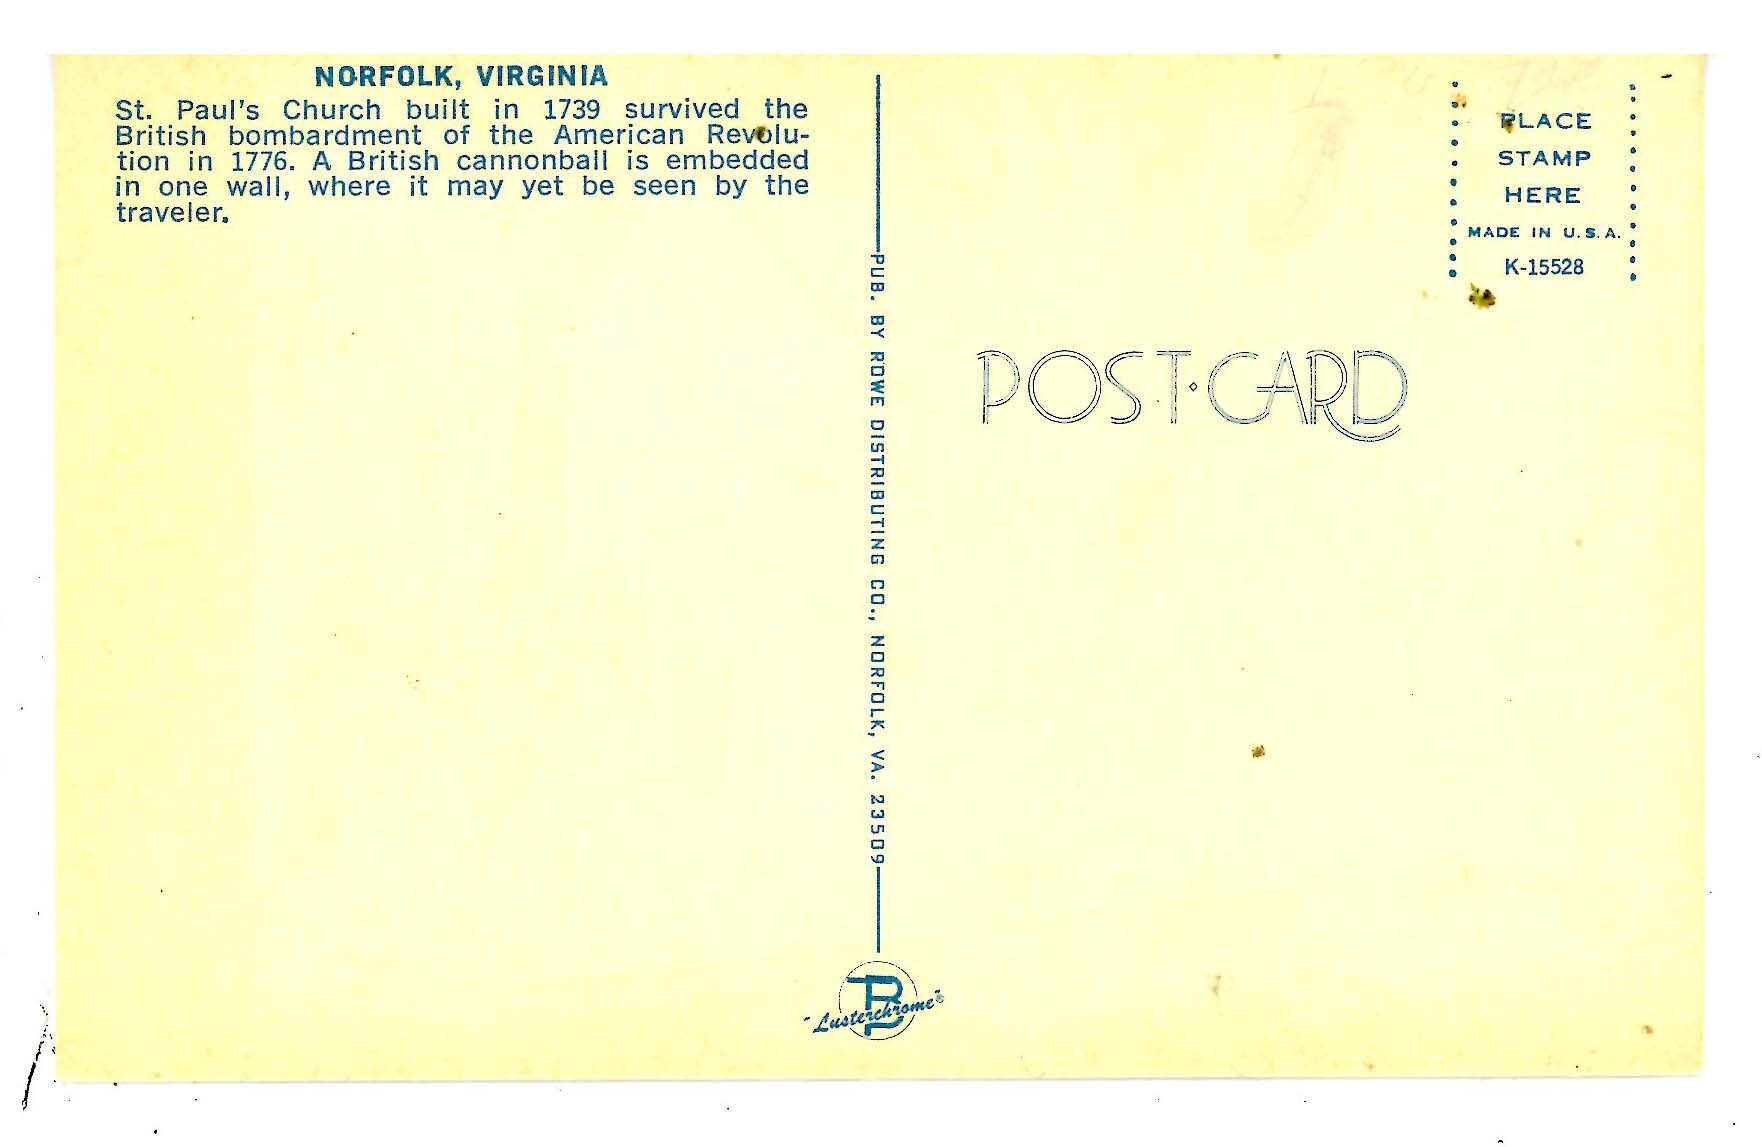 NORFOLK, VIRGINIA
St. Paul's Church built in 1739 survived the
British bombardment of the American Revolu-
tion in 1776. A British cannonball is embedded
in one wall, where it may yet be seen by the
traveler.
PUB. BY ROWE DISTRIBUTING CO., NORFOLK, VA. 23509
"Lusterchrome"®
PLACE
STAMP
HERE
MADE IN U.S.A.
K-15528
POST·CARD